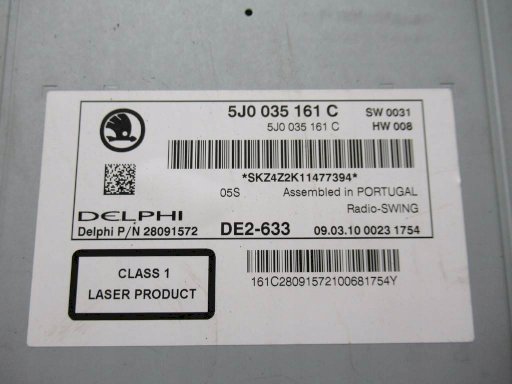 5J0 035 161 C SW 0031
5J0 035 161 C HW 008
*SKZ4Z2K11477394*
05S Assembled in PORTUGAL
Radio-SWING
DELPHI
Delphi P/N 28091572 DE2-633 09.03.10 0023 1754
CLASS 1
LASER PRODUCT
161C28091572100681754Y